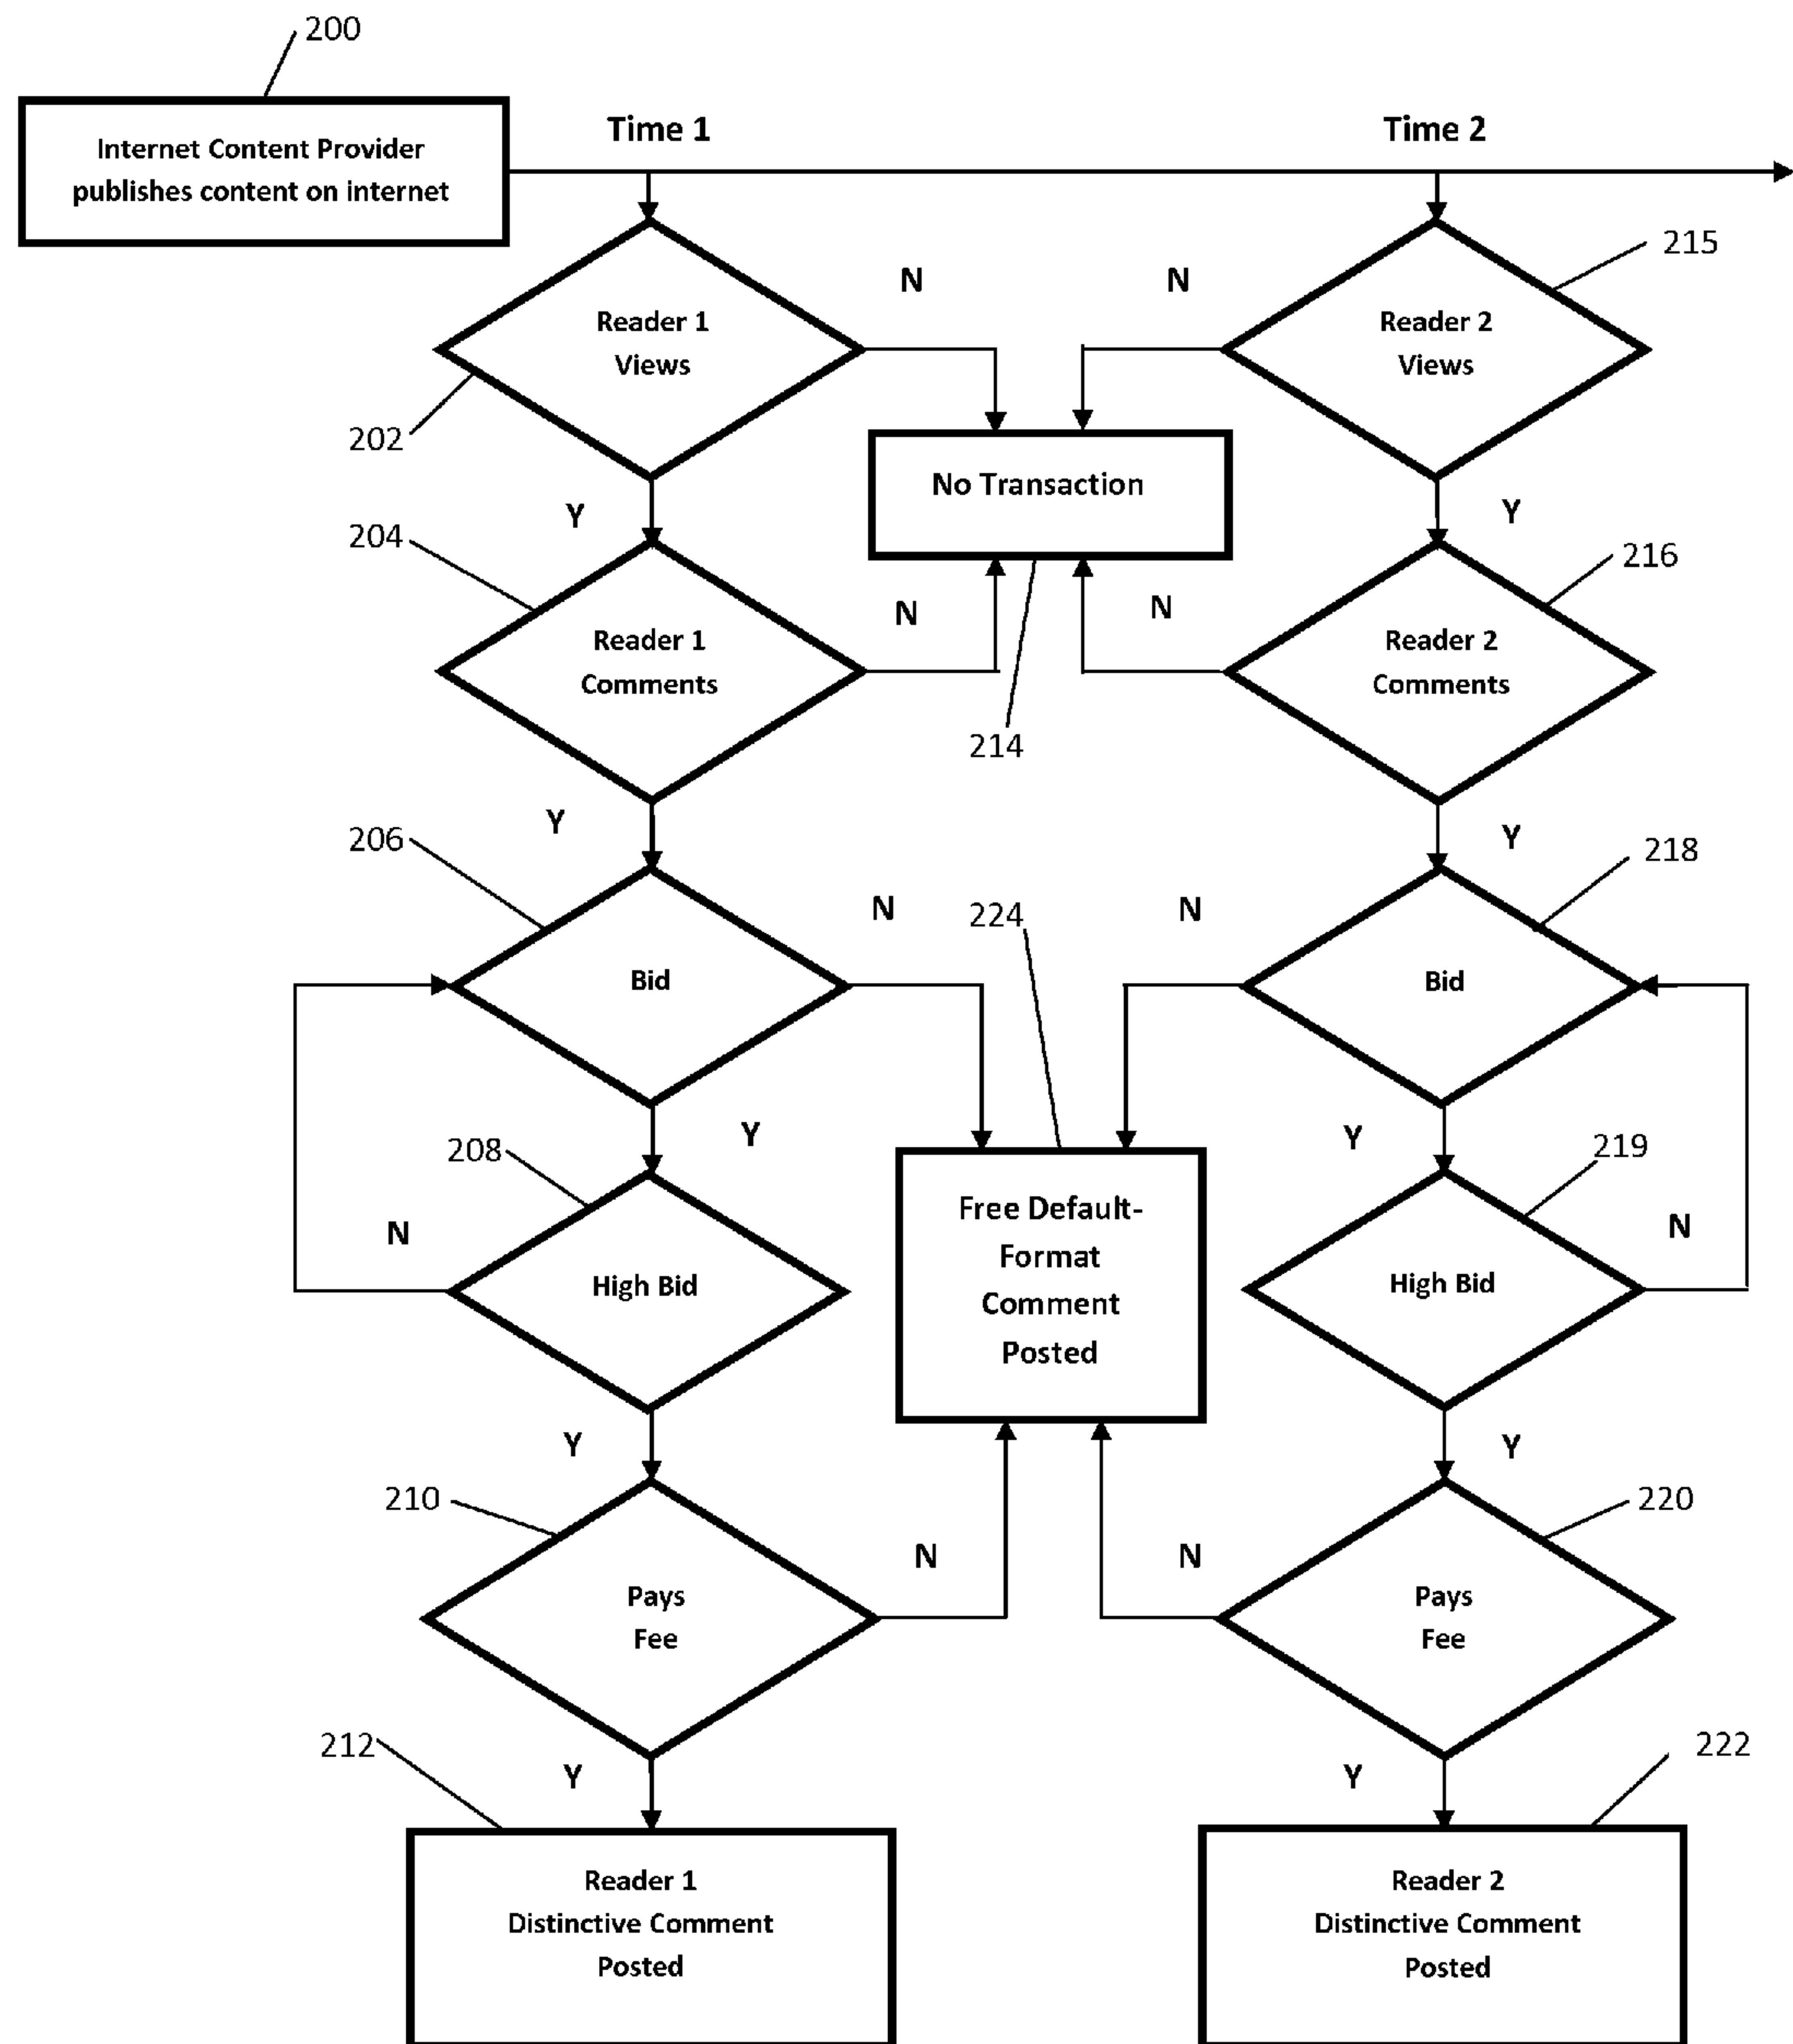 200
Internet Content Provider
publishes content on internet
Time 1
Time 2
215
N
N
Reader 1
Views
Reader 2
Views
202
No Transaction
Y
Y
204
216
N
N
Reader 1
Comments
Reader 2
Comments
214
Y
Y
206
218
N
224
N
Bid
Bid
Y
Y
208
219
N
N
Free Default-
Format
Comment
Posted
High Bid
High Bid
Y
Y
210
220
N
N
Pays
Fee
Pays
Fee
212
222
Y
Y
Reader 1
Distinctive Comment
Posted
Reader 2
Distinctive Comment
Posted